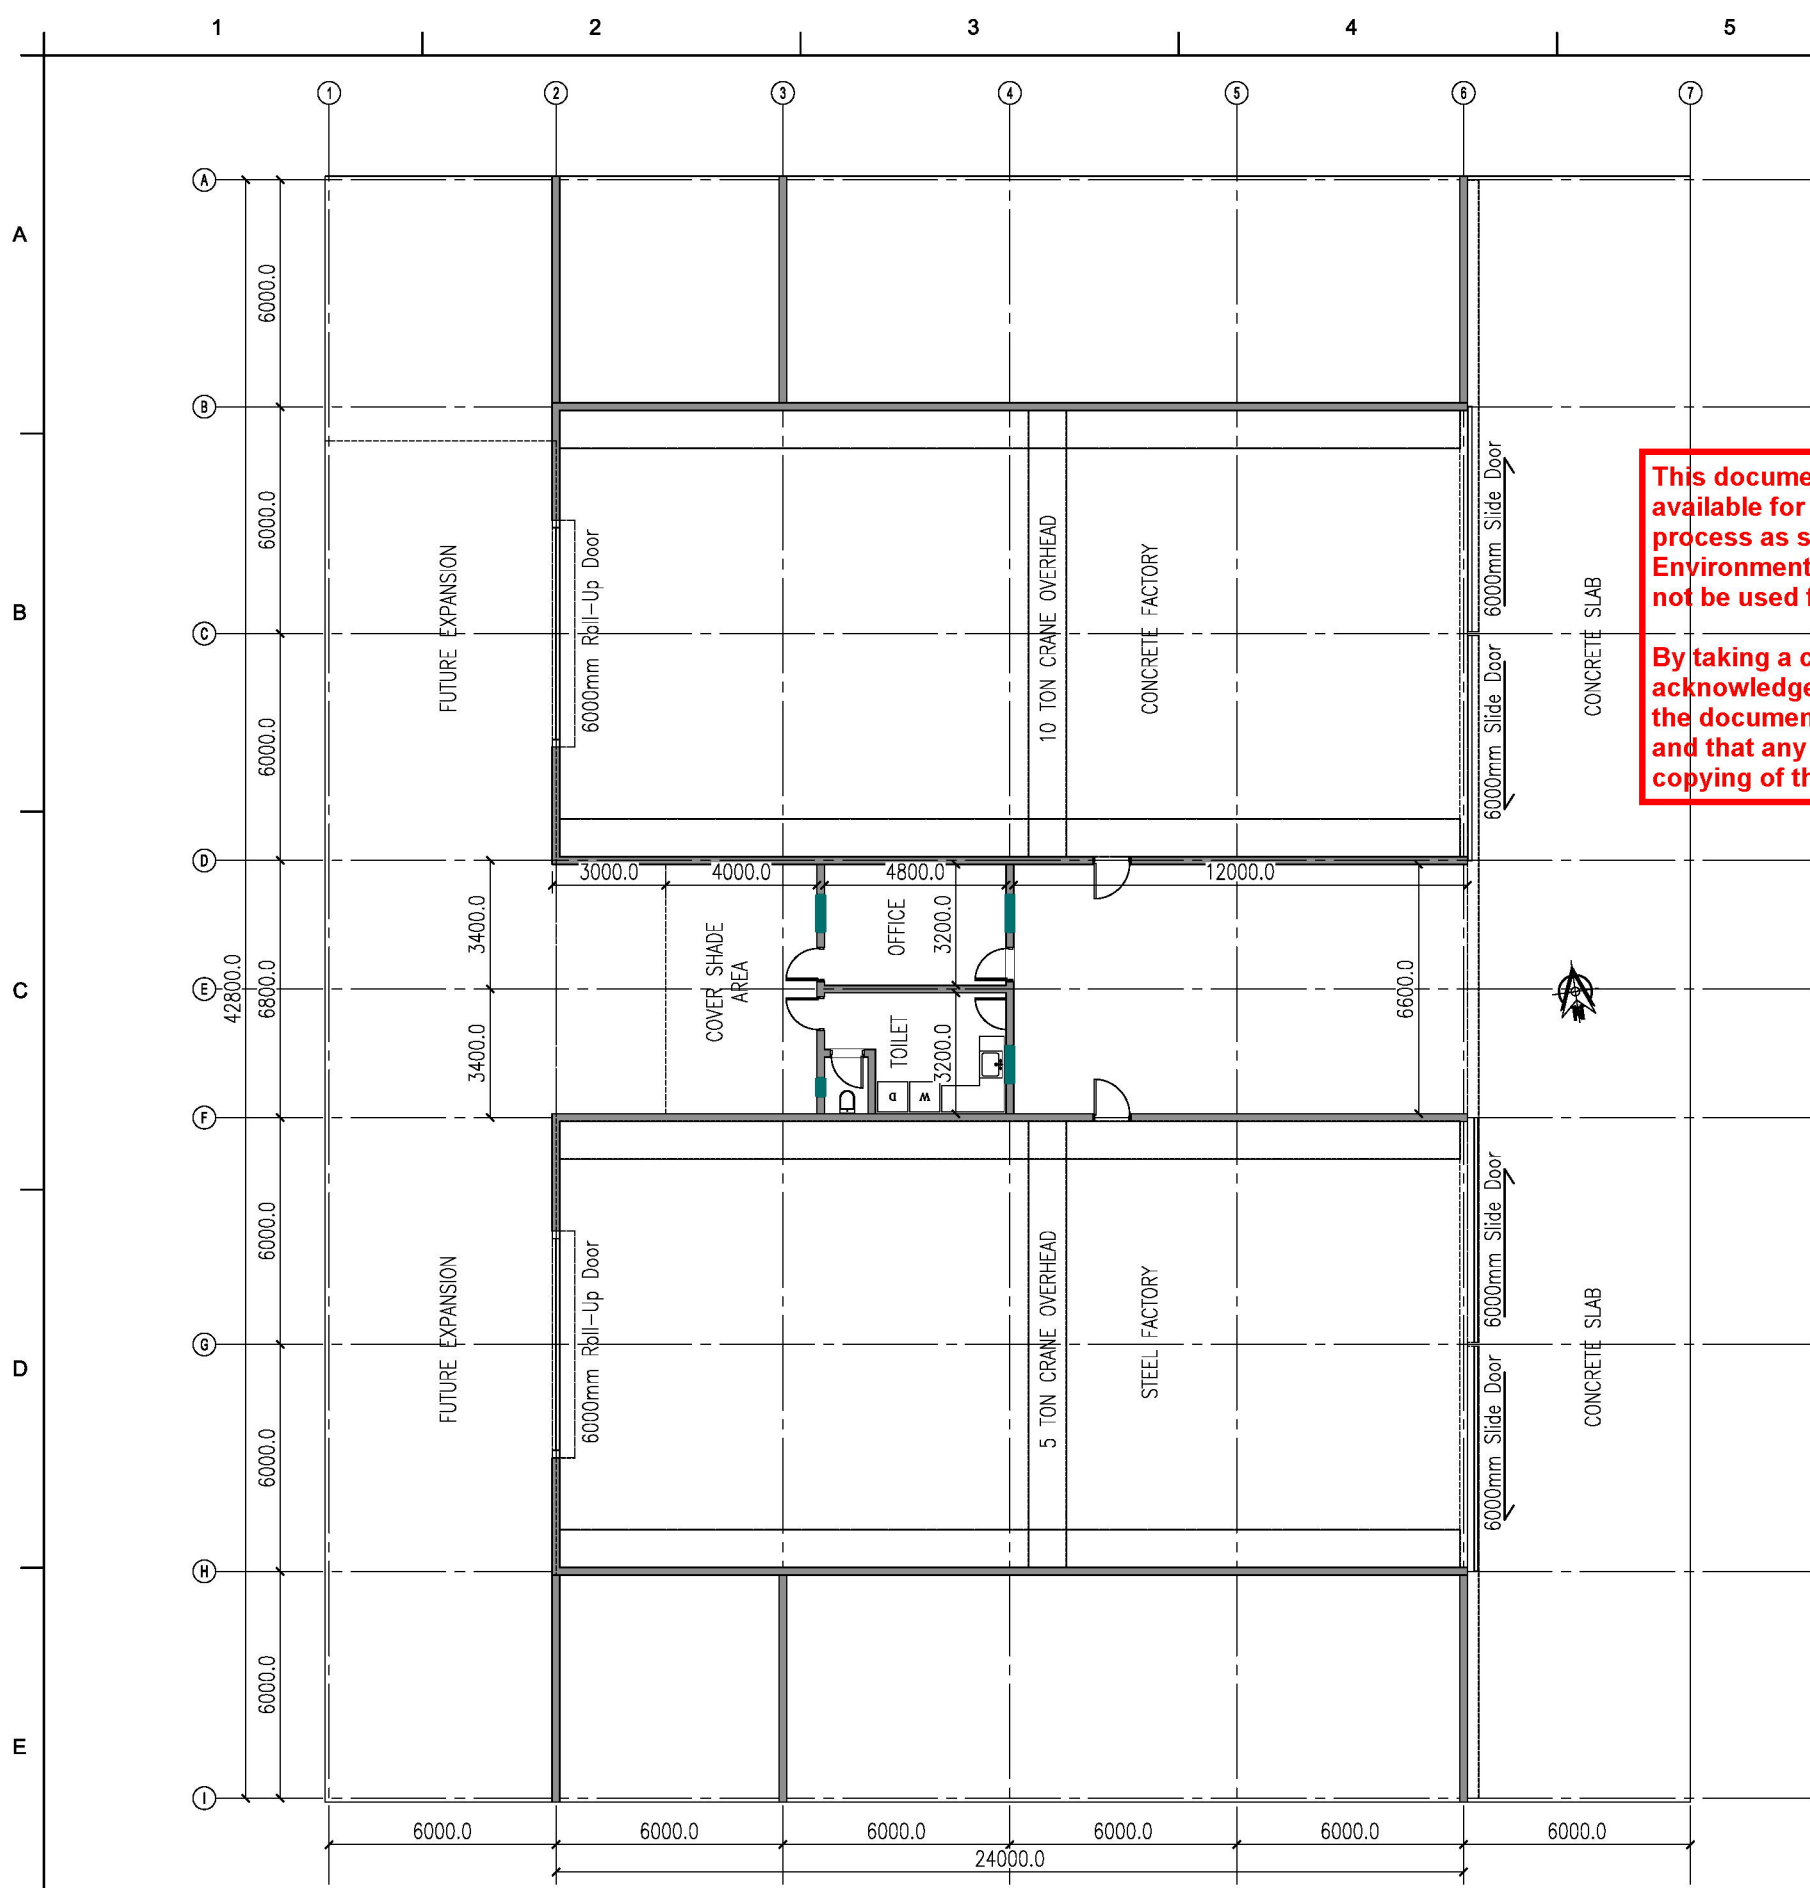 1 2 3 4 5
1 2 3 4 5 6 7
A
B
C
D
E
A
B
C
D
E
F
G
H
I
6000.0
6000.0
6000.0
6800.0
42800.0
6000.0
6000.0
6000.0
3400.0
3400.0
FUTURE EXPANSION
6000mm Roll-Up Door
10 TON CRANE OVERHEAD
CONCRETE FACTORY
6000mm Slide Door
6000mm Slide Door
CONCRETE SLAB
This docume
available for
process as s
Environment
not be used f
By taking a c
acknowledge
the documen
and that any
copying of th
3000.0 4000.0 4800.0 12000.0
COVER SHADE
AREA
OFFICE
3200.0
TOILET
3200.0
D
W
6600.0
N
FUTURE EXPANSION
6000mm Roll-Up Door
5 TON CRANE OVERHEAD
STEEL FACTORY
6000mm Slide Door
6000mm Slide Door
CONCRETE SLAB
6000.0 6000.0 6000.0 6000.0 6000.0 6000.0
24000.0